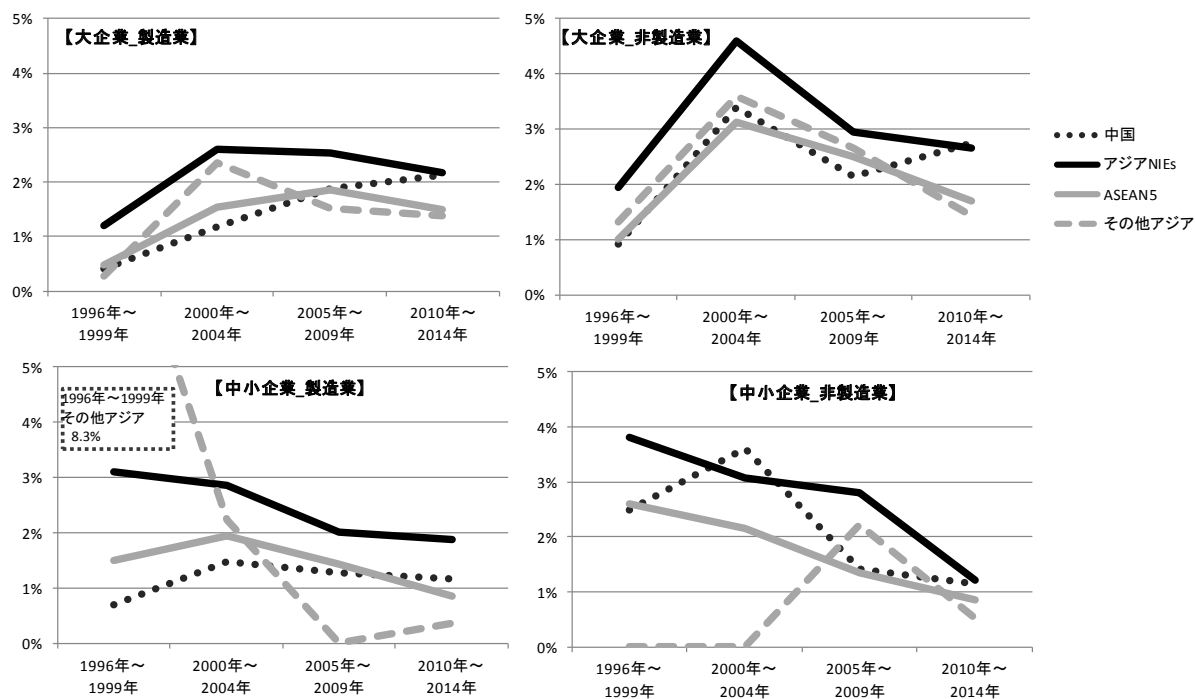 【大企業_製造業】
5%
4%
3%
2%
1%
0%
1996年～
1999年
2000年～
2004年
2005年～
2009年
2010年～
2014年
【大企業_非製造業】
5%
4%
3%
2%
1%
0%
1996年～
1999年
2000年～
2004年
2005年～
2009年
2010年～
2014年
中国
アジアNIEs
ASEAN5
その他アジア
【中小企業_製造業】
5%
4%
3%
2%
1%
0%
1996年～1999年
その他アジア
8.3%
1996年～
1999年
2000年～
2004年
2005年～
2009年
2010年～
2014年
【中小企業_非製造業】
5%
4%
3%
2%
1%
0%
1996年～
1999年
2000年～
2004年
2005年～
2009年
2010年～
2014年